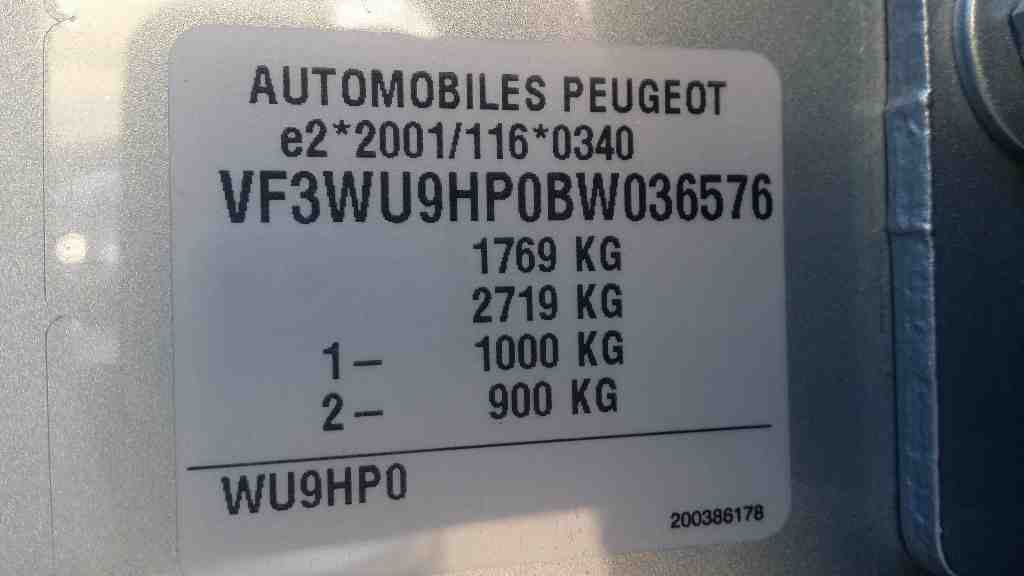 AUTOMOBILES PEUGEOT
e2*2001/116*0340
VF3WU9HP0BW036576
1769 KG
2719 KG
1- 1000 KG
2- 900 KG
WU9HP0
200386178